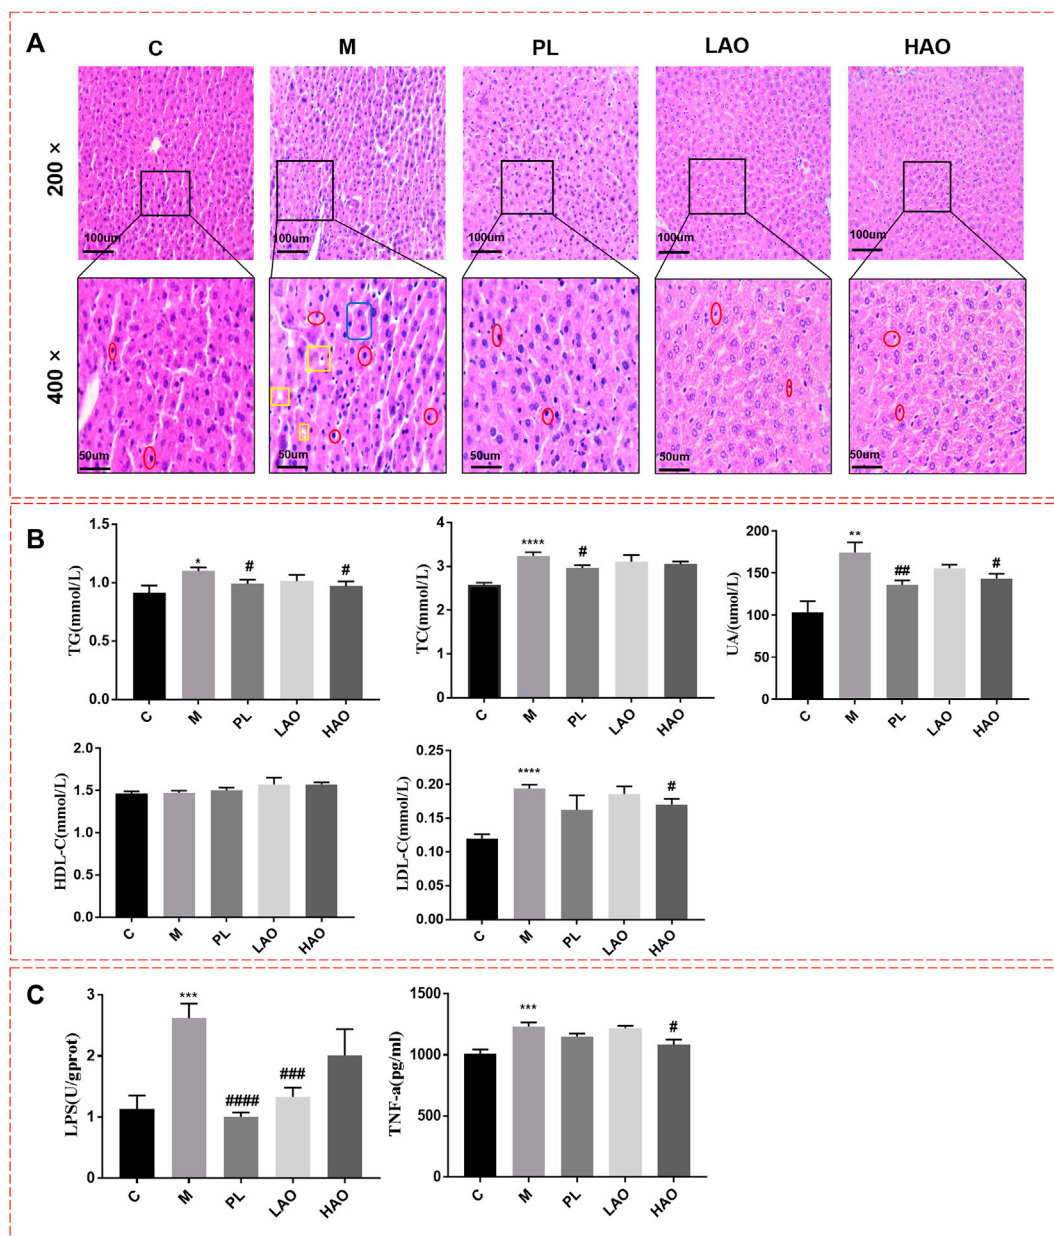 A
C M PL LAO HAO
200 ×
100um 100um 100um 100um 100um
400 ×
50um 50um 50um 50um 50um
B
TG(mmol/L)
1.5
1.0
0.5
0.0
* # #
C M PL LAO HAO
TC(mmol/L)
4
3
2
1
0
**** #
C M PL LAO HAO
UA/(umol/L)
200
150
100
50
0
** ## #
C M PL LAO HAO
HDL-C(mmol/L)
2.0
1.5
1.0
0.5
0.0
C M PL LAO HAO
LDL-C(mmol/L)
0.25
0.20
0.15
0.10
0.05
0.00
**** #
C M PL LAO HAO
C
LPS(U/gprot)
3
2
1
0
*** #### ###
C M PL LAO HAO
TNF-a(pg/ml)
1500
1000
500
0
*** #
C M PL LAO HAO